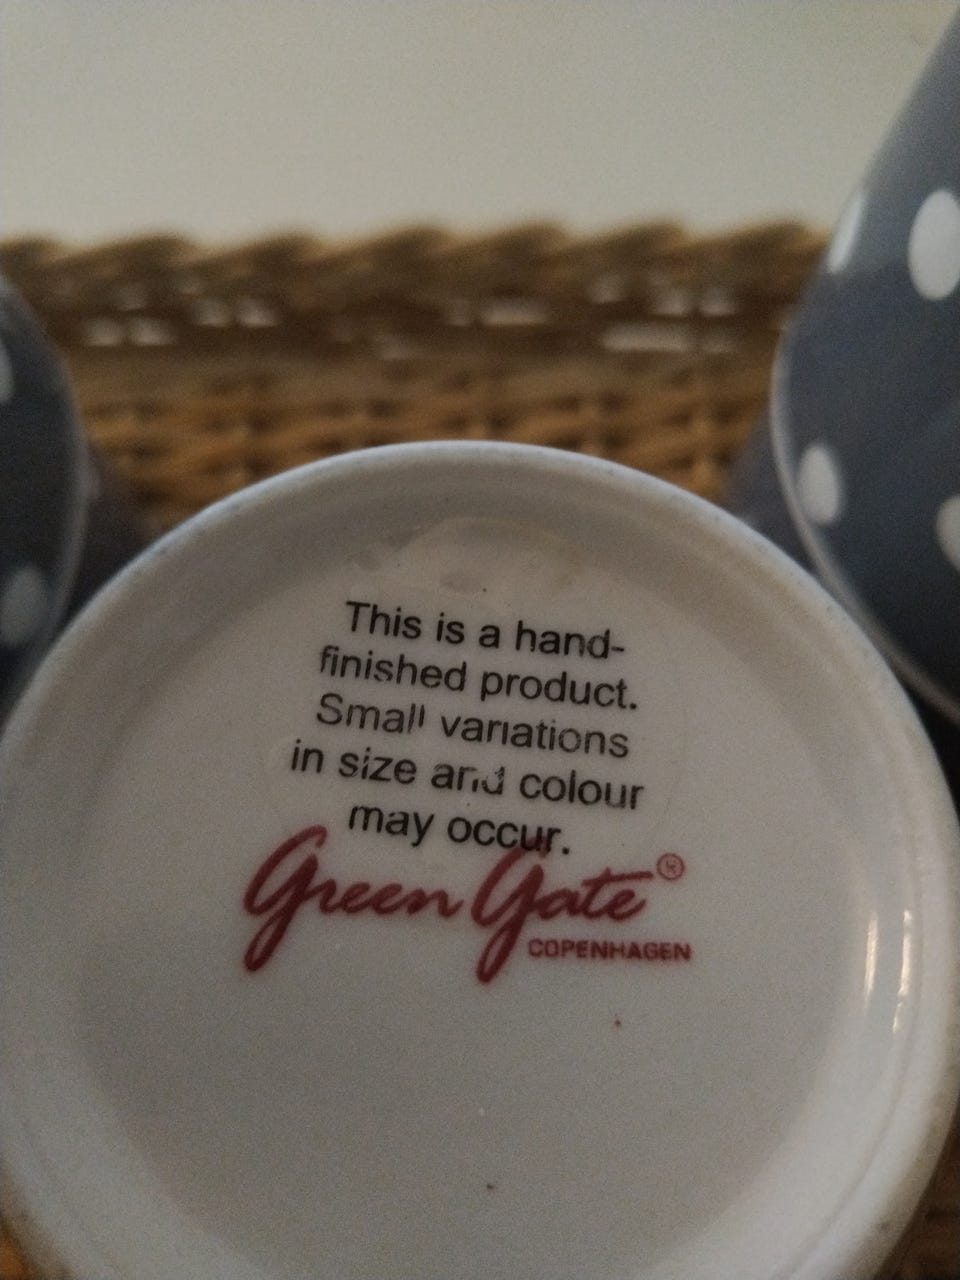 This is a hand-
finished product.
Small variations
in size and colour
may occur.
Green Gate®
COPENHAGEN